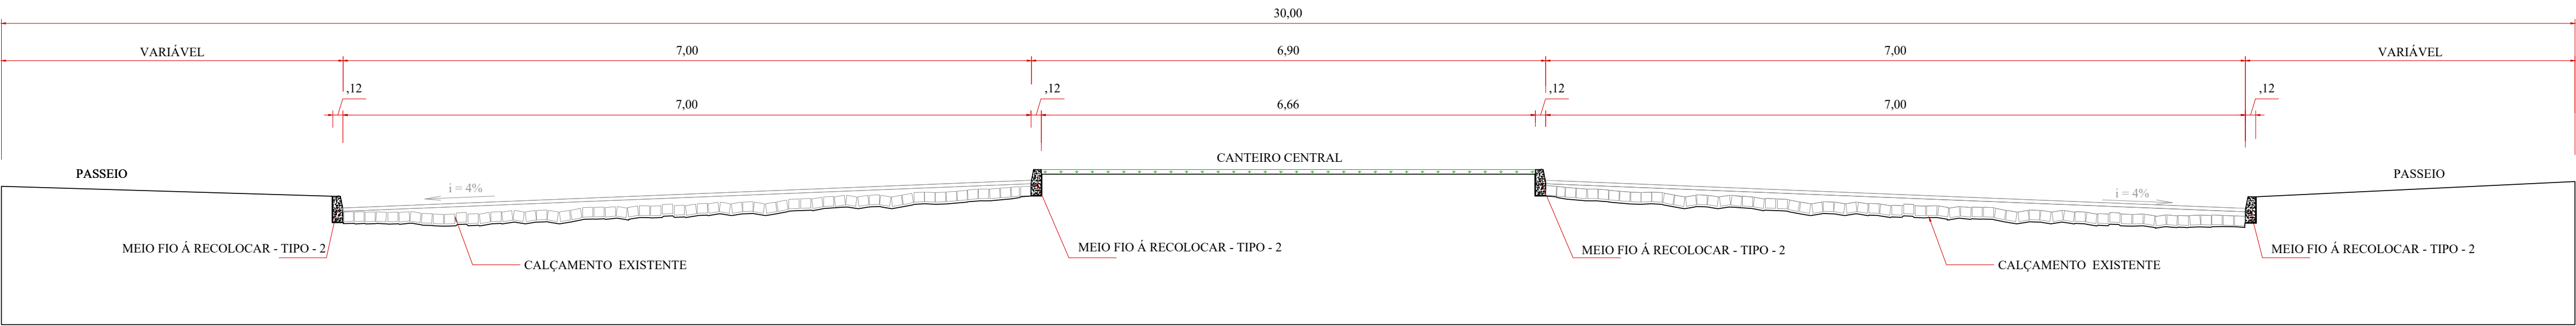 30,00
VARIÁVEL
7,00
6,90
7,00
VARIÁVEL
,12
,12
,12
,12
7,00
6,66
7,00
CANTEIRO CENTRAL
PASSEIO
PASSEIO
i = 4%
i = 4%
MEIO FIO Á RECOLOCAR - TIPO - 2
MEIO FIO Á RECOLOCAR - TIPO - 2
MEIO FIO Á RECOLOCAR - TIPO - 2
MEIO FIO Á RECOLOCAR - TIPO - 2
CALÇAMENTO EXISTENTE
CALÇAMENTO EXISTENTE